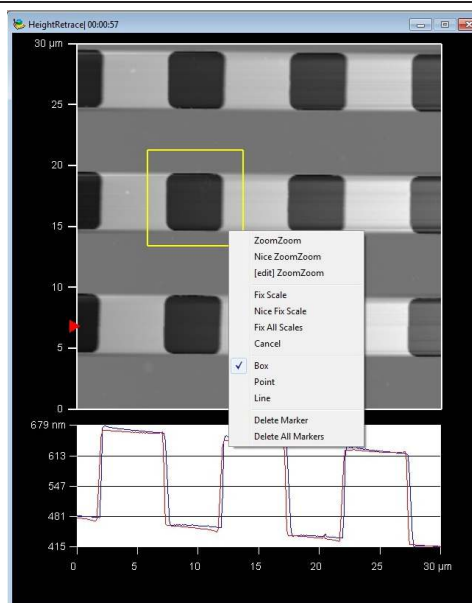 HeightRetrace| 00:00:57
30 µm
25
20
15
10
5
0
ZoomZoom
Nice ZoomZoom
[edit] ZoomZoom
Fix Scale
Nice Fix Scale
Fix All Scales
Cancel
Box
Point
Line
Delete Marker
Delete All Markers
679 nm
613
547
481
415
0 5 10 15 20 25 30 µm